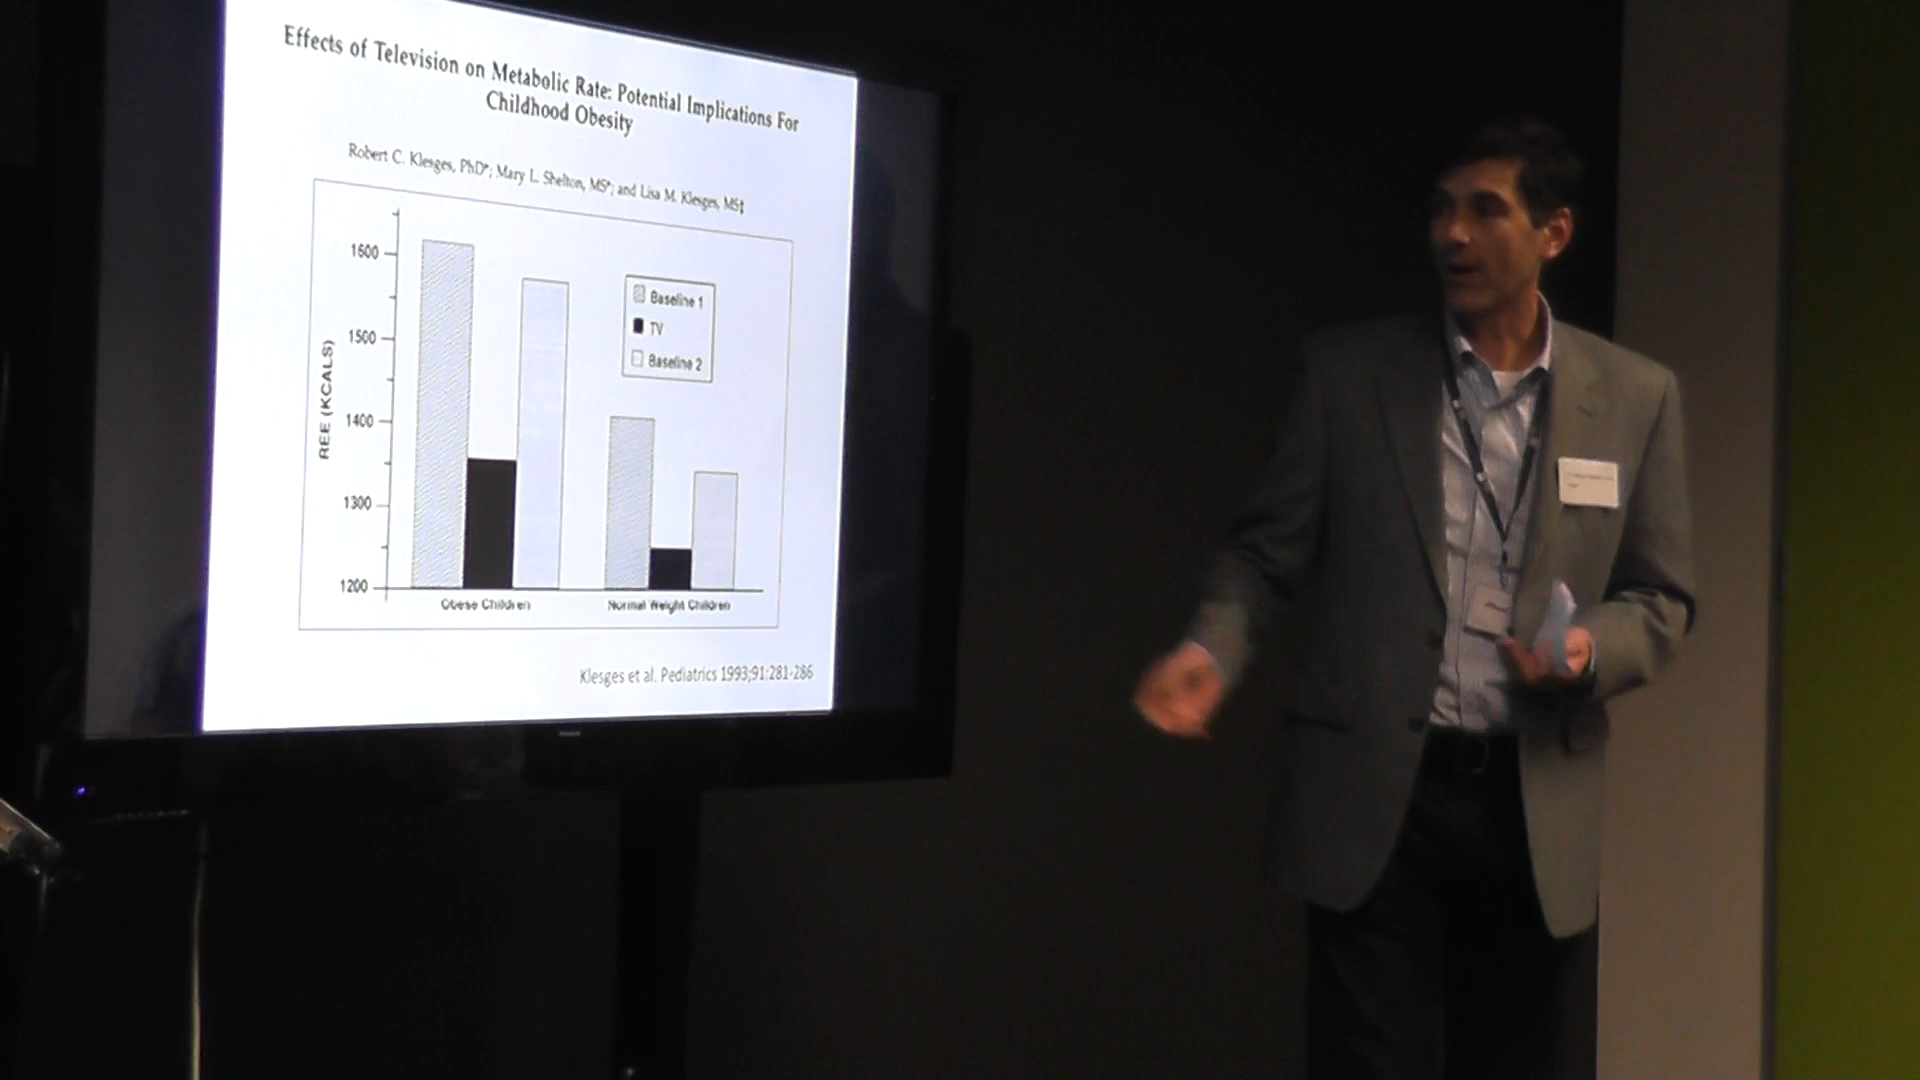 Effects of Television on Metabolic Rate: Potential Implications For
Childhood Obesity
Robert C. Klesges, PhD*; Mary L. Shelton, MS*; and Lisa M. Klesges, MS‡
1600
1500
1400
1300
1200
REE (KCALS)
Baseline 1
TV
Baseline 2
Obese Children
Normal Weight Children
Klesges et al. Pediatrics 1993;91:281-286